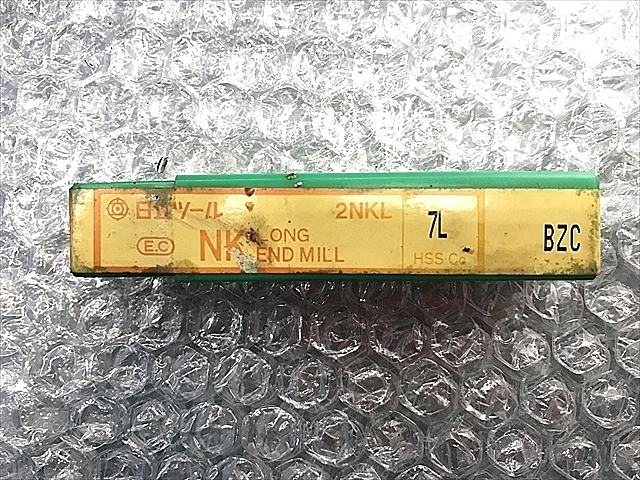 日立ツール 2NKL
E.C NK LONG
END MILL
7L
HSS Co
BZC